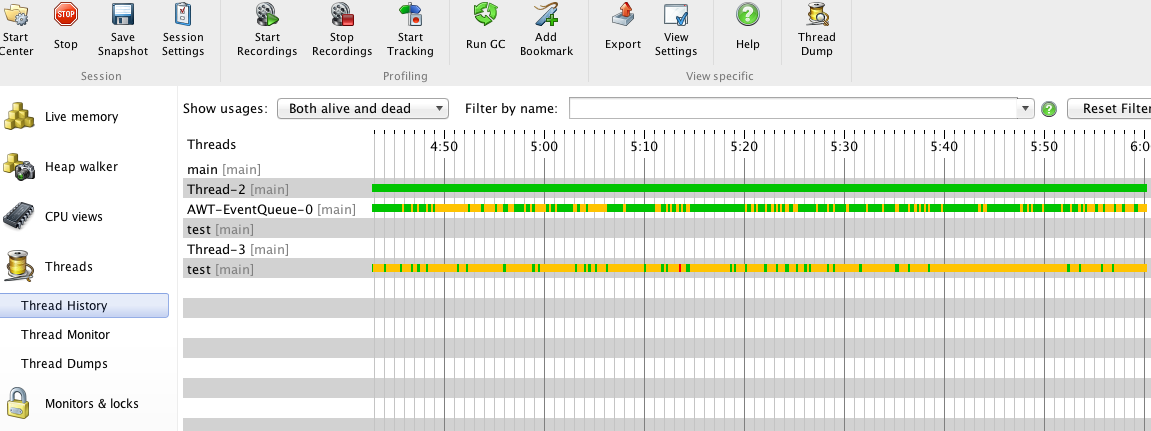 Start Center
Stop
Save Snapshot
Session Settings
Start Recordings
Stop Recordings
Start Tracking
Run GC
Add Bookmark
Export
View Settings
Help
Thread Dump
Session
Profiling
View specific
Live memory
Heap walker
CPU views
Threads
Thread History
Thread Monitor
Thread Dumps
Monitors & locks
Show usages: Both alive and dead Filter by name: Reset Filter
Threads 4:50 5:00 5:10 5:20 5:30 5:40 5:50 6:0
main [main]
Thread-2 [main]
AWT-EventQueue-0 [main]
test [main]
Thread-3 [main]
test [main]